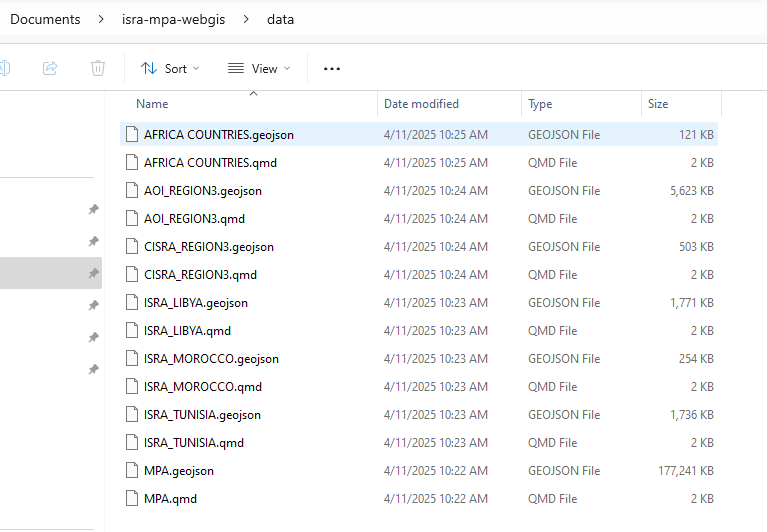 Documents > isra-mpa-webgis > data
Sort View ...
Name Date modified Type Size
AFRICA COUNTRIES.geojson 4/11/2025 10:25 AM GEOJSON File 121 KB
AFRICA COUNTRIES.qmd 4/11/2025 10:25 AM QMD File 2 KB
AOI_REGION3.geojson 4/11/2025 10:24 AM GEOJSON File 5,623 KB
AOI_REGION3.qmd 4/11/2025 10:24 AM QMD File 2 KB
CISRA_REGION3.geojson 4/11/2025 10:24 AM GEOJSON File 503 KB
CISRA_REGION3.qmd 4/11/2025 10:24 AM QMD File 2 KB
ISRA_LIBYA.geojson 4/11/2025 10:23 AM GEOJSON File 1,771 KB
ISRA_LIBYA.qmd 4/11/2025 10:23 AM QMD File 2 KB
ISRA_MOROCCO.geojson 4/11/2025 10:23 AM GEOJSON File 254 KB
ISRA_MOROCCO.qmd 4/11/2025 10:23 AM QMD File 2 KB
ISRA_TUNISIA.geojson 4/11/2025 10:23 AM GEOJSON File 1,736 KB
ISRA_TUNISIA.qmd 4/11/2025 10:23 AM QMD File 2 KB
MPA.geojson 4/11/2025 10:22 AM GEOJSON File 177,241 KB
MPA.qmd 4/11/2025 10:22 AM QMD File 2 KB